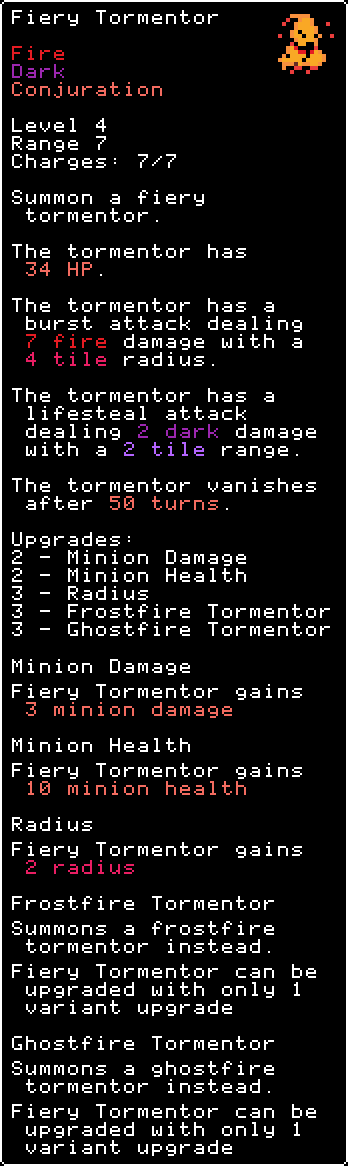 Fiery Tormentor
Fire
Dark
Conjuration
Level 4
Range 7
Charges: 7/7
Summon a fiery
tormentor.
The tormentor has
34 HP.
The tormentor has a
burst attack dealing
7 fire damage with a
4 tile radius.
The tormentor has a
lifesteal attack
dealing 2 dark damage
with a 2 tile range.
The tormentor vanishes
after 50 turns.
Upgrades:
2 - Minion Damage
2 - Minion Health
3 - Radius
3 - Frostfire Tormentor
3 - Ghostfire Tormentor
Minion Damage
Fiery Tormentor gains
3 minion damage
Minion Health
Fiery Tormentor gains
10 minion health
Radius
Fiery Tormentor gains
2 radius
Frostfire Tormentor
Summons a frostfire
tormentor instead.
Fiery Tormentor can be
upgraded with only 1
variant upgrade
Ghostfire Tormentor
Summons a ghostfire
tormentor instead.
Fiery Tormentor can be
upgraded with only 1
variant upgrade